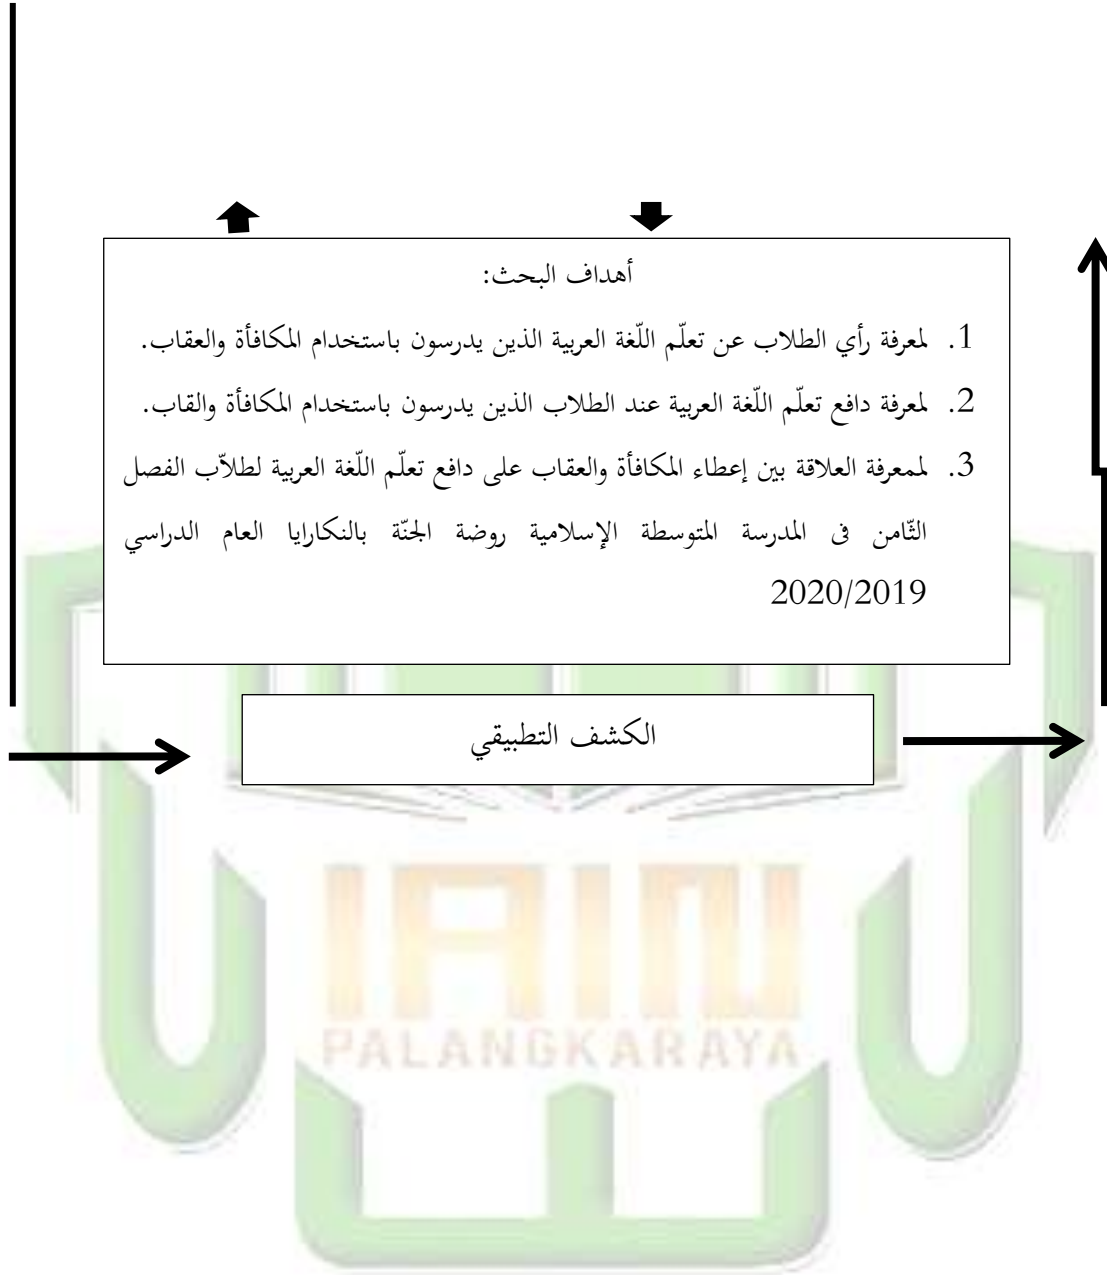 أهداف البحث:
1. لمعرفة رأي الطلاب عن تعلّم اللّغة العربية الذين يدرسون باستخدام المكافأة والعقاب.
2. لمعرفة دافع تعلّم اللّغة العربية عند الطلاب الذين يدرسون باستخدام المكافأة والقاب.
3. لممعرفة العلاقة بين إعطاء المكافأة والعقاب على دافع تعلّم اللّغة العربية لطلاّب الفصل
الثّامن فى المدرسة المتوسطة الإسلامية روضة الجنّة بالنكارايا العام الدراسي
2020/2019
الكشف التطبيقي
IAIN
PALANGKARAYA